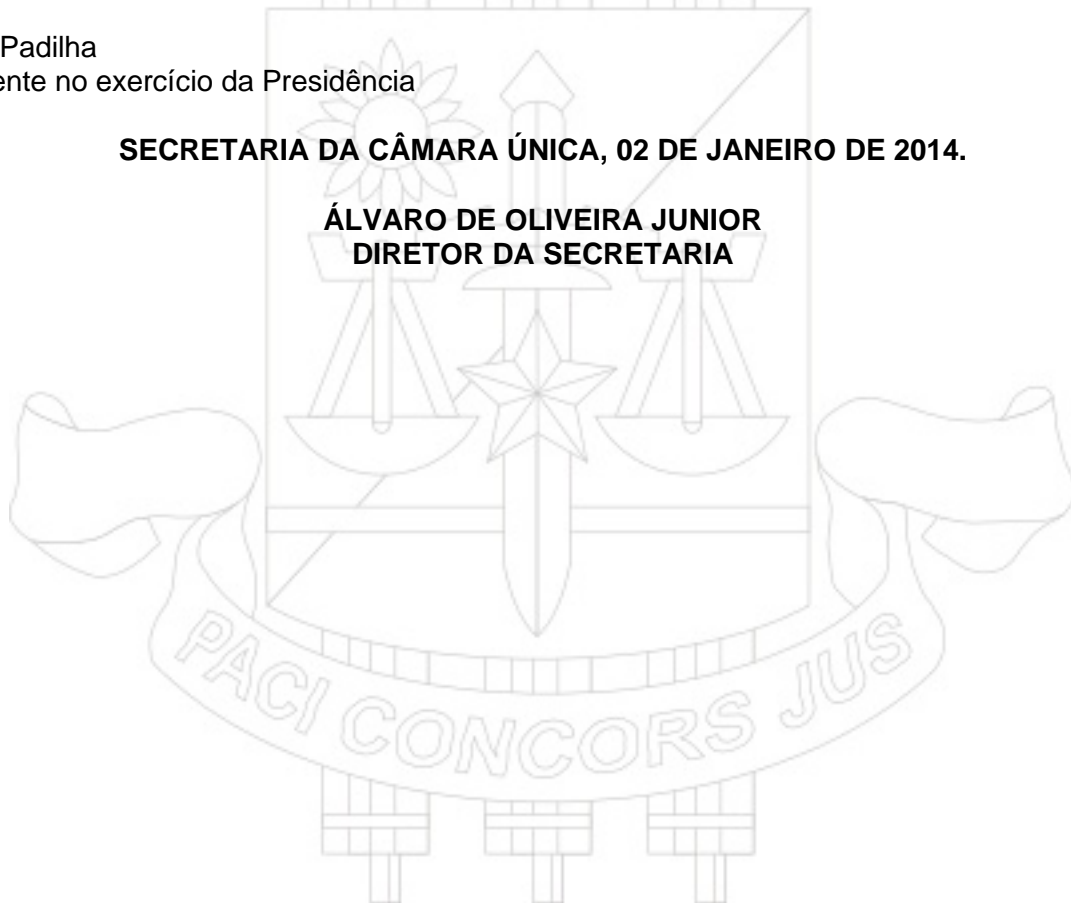 Padilha
ente no exercício da Presidência
SECRETARIA DA CÂMARA ÚNICA, 02 DE JANEIRO DE 2014.
ÁLVARO DE OLIVEIRA JUNIOR
DIRETOR DA SECRETARIA
PACI CONCORS JUS